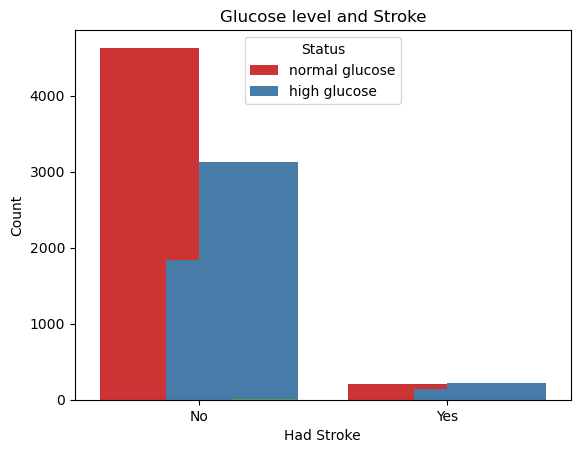 Glucose level and Stroke
Status
normal glucose
high glucose
4000
3000
2000
1000
0
Count
No
Yes
Had Stroke